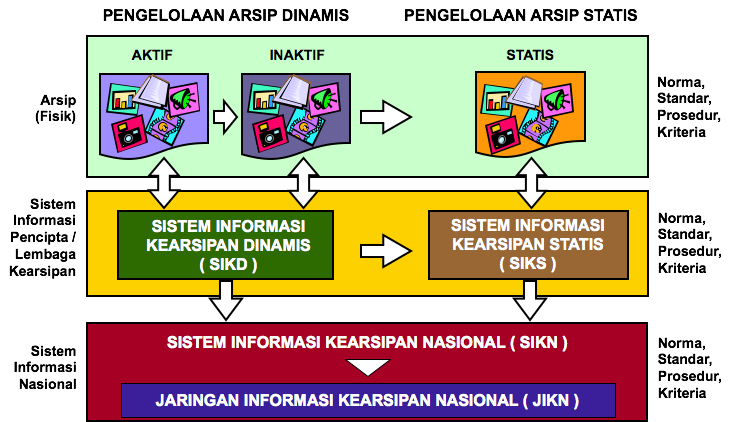 PENGELOLAAN ARSIP DINAMIS
PENGELOLAAN ARSIP STATIS
AKTIF
INAKTIF
STATIS
Arsip
(Fisik)
Norma,
Standar,
Prosedur,
Kriteria
Sistem
Informasi
Pencipta /
Lembaga
Kearsipan
SISTEM INFORMASI
KEARSIPAN DINAMIS
( SIKD )
SISTEM INFORMASI
KEARSIPAN STATIS
( SIKS )
Norma,
Standar,
Prosedur,
Kriteria
Sistem
Informasi
Nasional
SISTEM INFORMASI KEARSIPAN NASIONAL ( SIKN )
JARINGAN INFORMASI KEARSIPAN NASIONAL ( JIKN )
Norma,
Standar,
Prosedur,
Kriteria